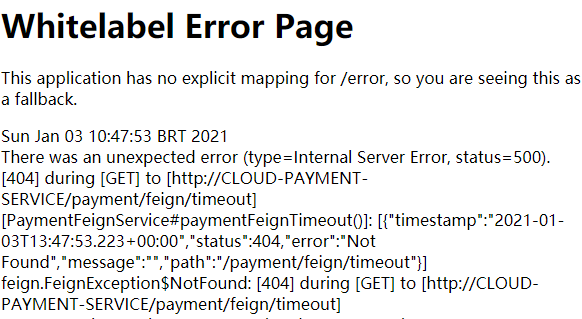 Whitelabel Error Page
This application has no explicit mapping for /error, so you are seeing this as
a fallback.
Sun Jan 03 10:47:53 BRT 2021
There was an unexpected error (type=Internal Server Error, status=500).
[404] during [GET] to [http://CLOUD-PAYMENT-
SERVICE/payment/feign/timeout]
[PaymentFeignService#paymentFeignTimeout()]: [{"timestamp":"2021-01-
03T13:47:53.223+00:00","status":404,"error":"Not
Found","message":"","path":"/payment/feign/timeout"}]
feign.FeignException$NotFound: [404] during [GET] to [http://CLOUD-
PAYMENT-SERVICE/payment/feign/timeout]